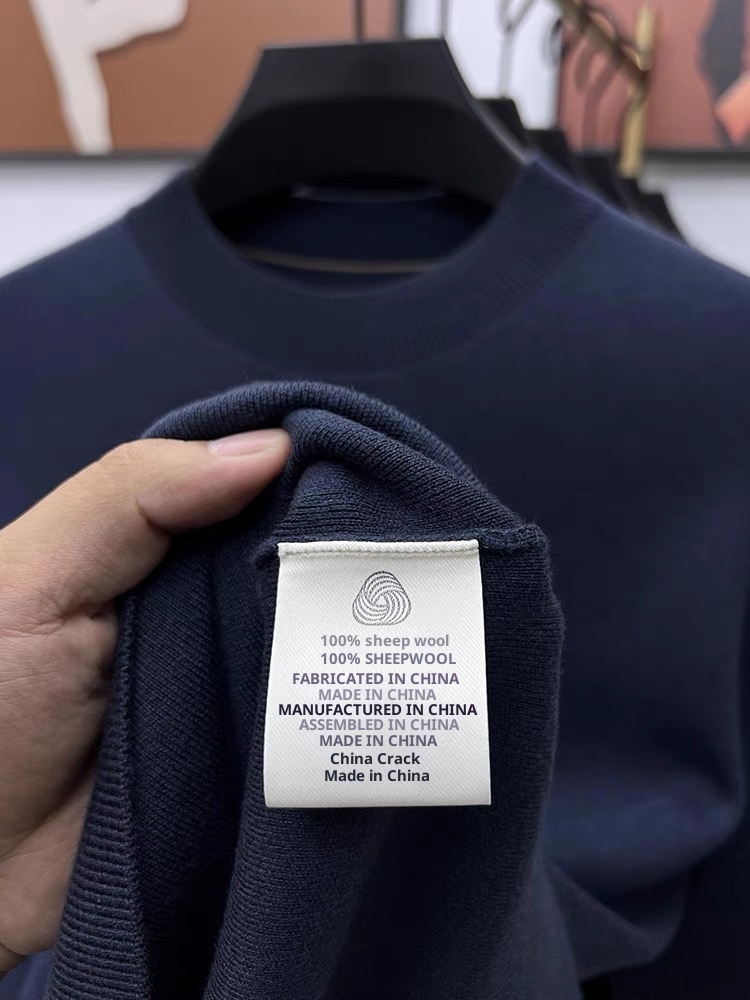 100% sheep wool
100% SHEEPWOOL
FABRICATED IN CHINA
MADE IN CHINA
MANUFACTURED IN CHINA
ASSEMBLED IN CHINA
MADE IN CHINA
China Crack
Made in China